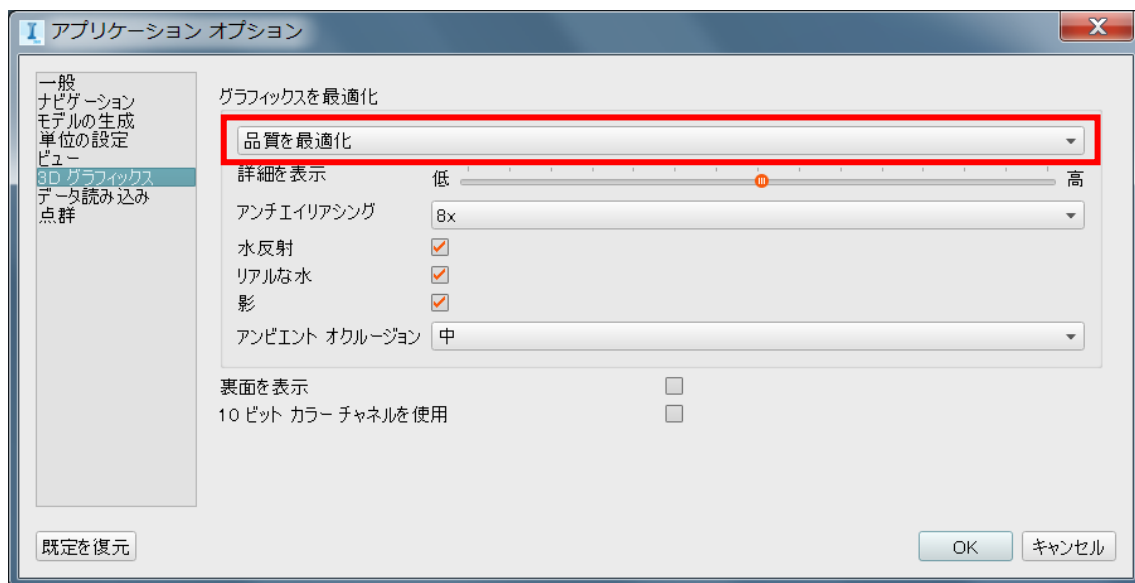 アプリケーション オプション
一般
ナビゲーション
モデルの生成
単位の設定
ビュー
3D グラフィックス
データ読み込み
点群
グラフィックスを最適化
品質を最適化
詳細を表示
低
高
アンチエイリアシング
8x
水反射
リアルな水
影
アンビエント オクルージョン
中
裏面を表示
10 ビット カラー チャネルを使用
既定を復元
OK
キャンセル